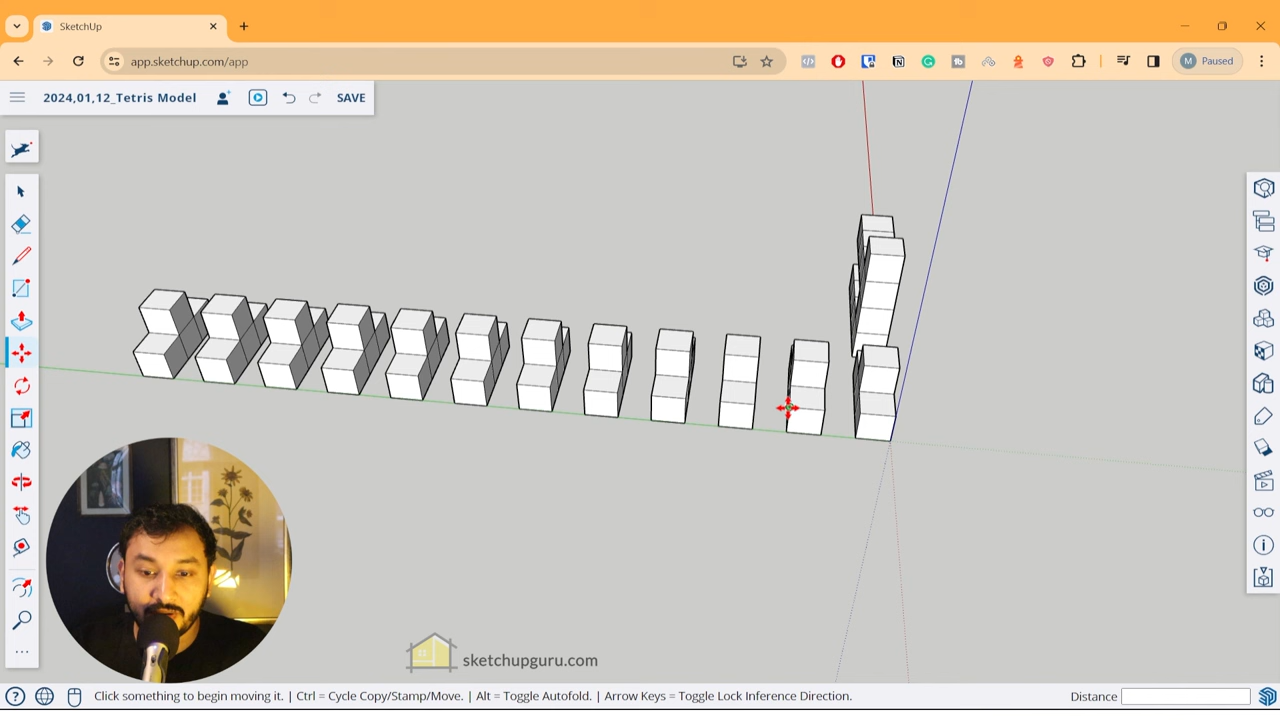 SketchUp
app.sketchup.com/app
M Paused
2024,01,12_Tetris Model
SAVE
sketchupguru.com
Click something to begin moving it. | Ctrl = Cycle Copy/Stamp/Move. | Alt = Toggle Autofold. | Arrow Keys = Toggle Lock Inference Direction.
Distance